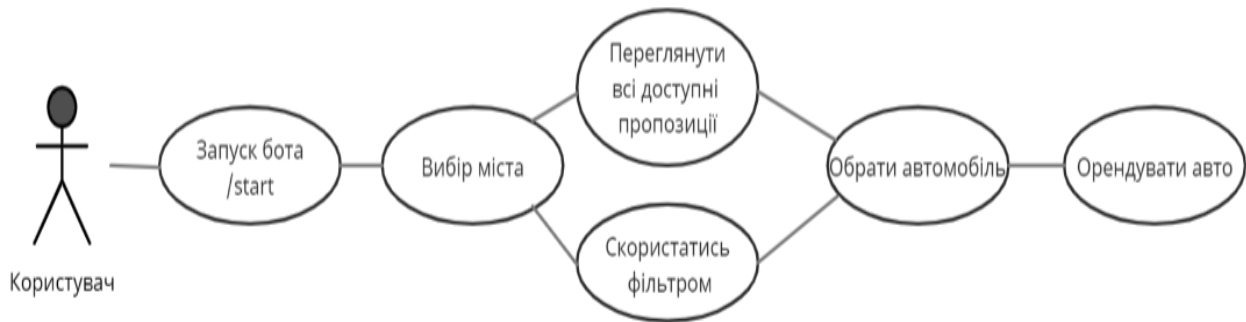 Користувач
Запуск бота
/start
Вибір міста
Переглянути
всі доступні
пропозиції
Скористатись
фільтром
Обрати автомобіль
Орендувати авто